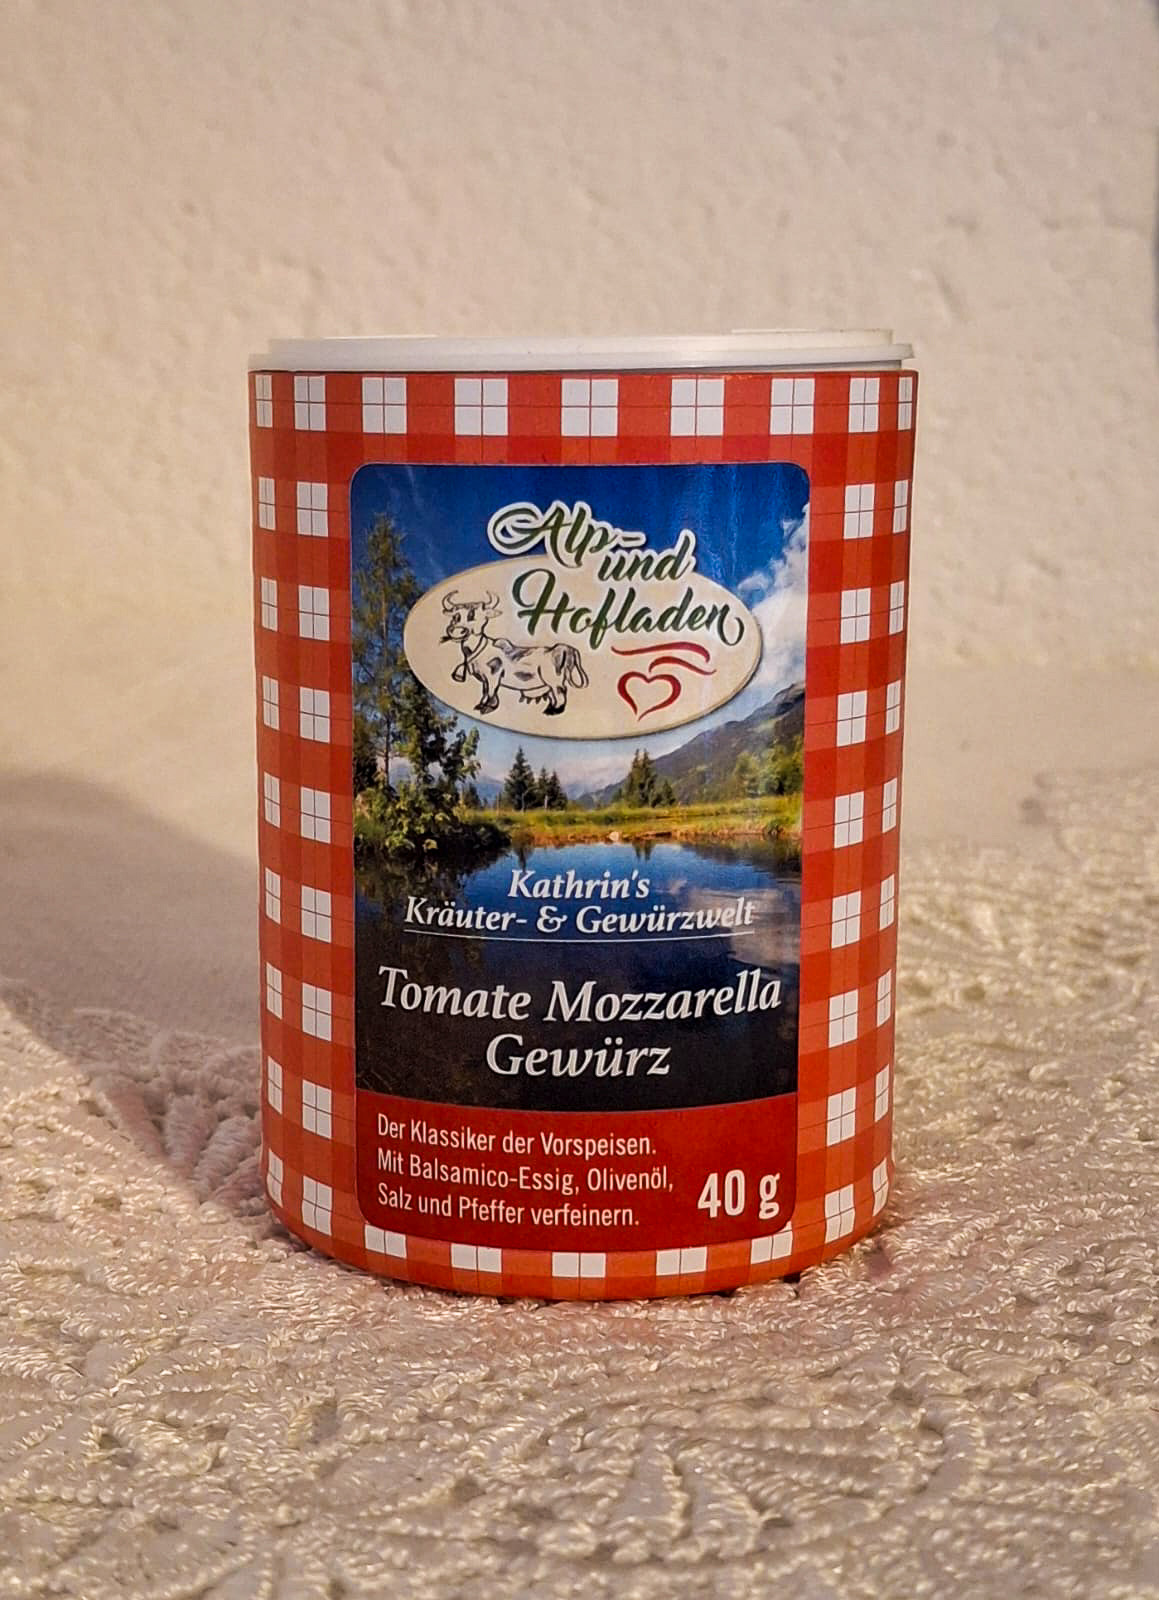 Alp-
und
Hofladen
Kathrin's
Kräuter- & Gewürzwelt
Tomate Mozzarella
Gewürz
Der Klassiker der Vorspeisen.
Mit Balsamico-Essig, Olivenöl,
Salz und Pfeffer verfeinern.
40 g